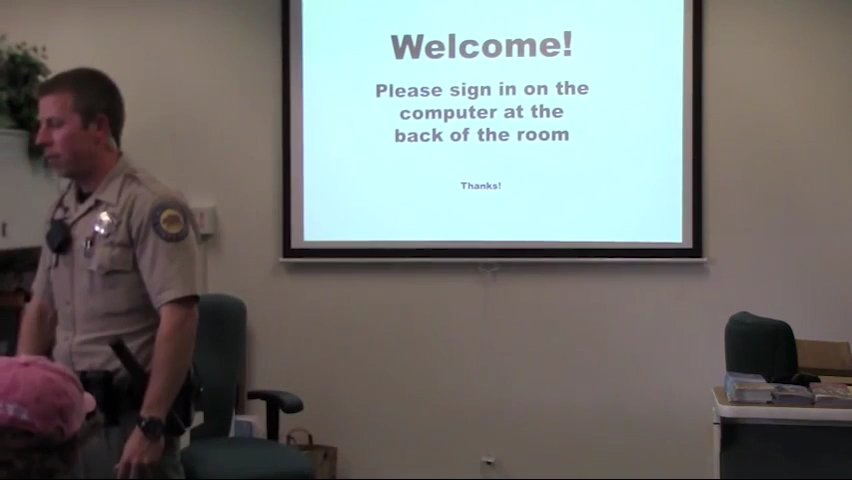 Welcome!
Please sign in on the
computer at the
back of the room
Thanks!